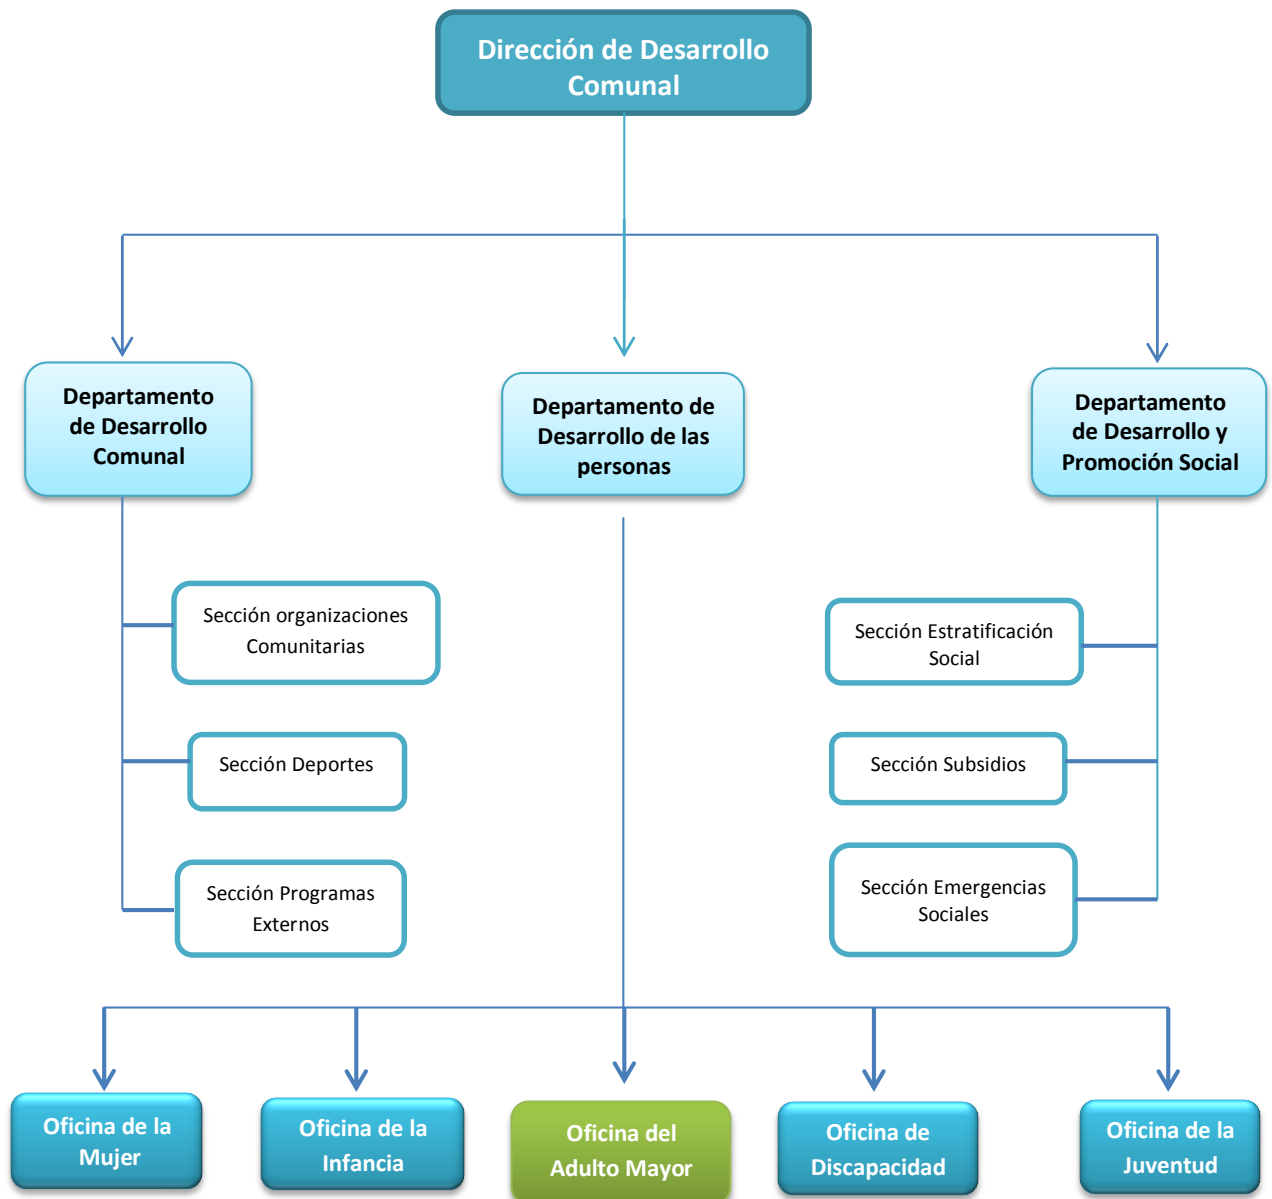 Dirección de Desarrollo
Comunal
Departamento
de Desarrollo
Comunal
Departamento de
Desarrollo de las
personas
Departamento
de Desarrollo y
Promoción Social
Sección organizaciones
Comunitarias
Sección Estratificación
Social
Sección Deportes
Sección Subsidios
Sección Programas
Externos
Sección Emergencias
Sociales
Oficina de la
Mujer
Oficina de la
Infancia
Oficina del
Adulto Mayor
Oficina de
Discapacidad
Oficina de la
Juventud